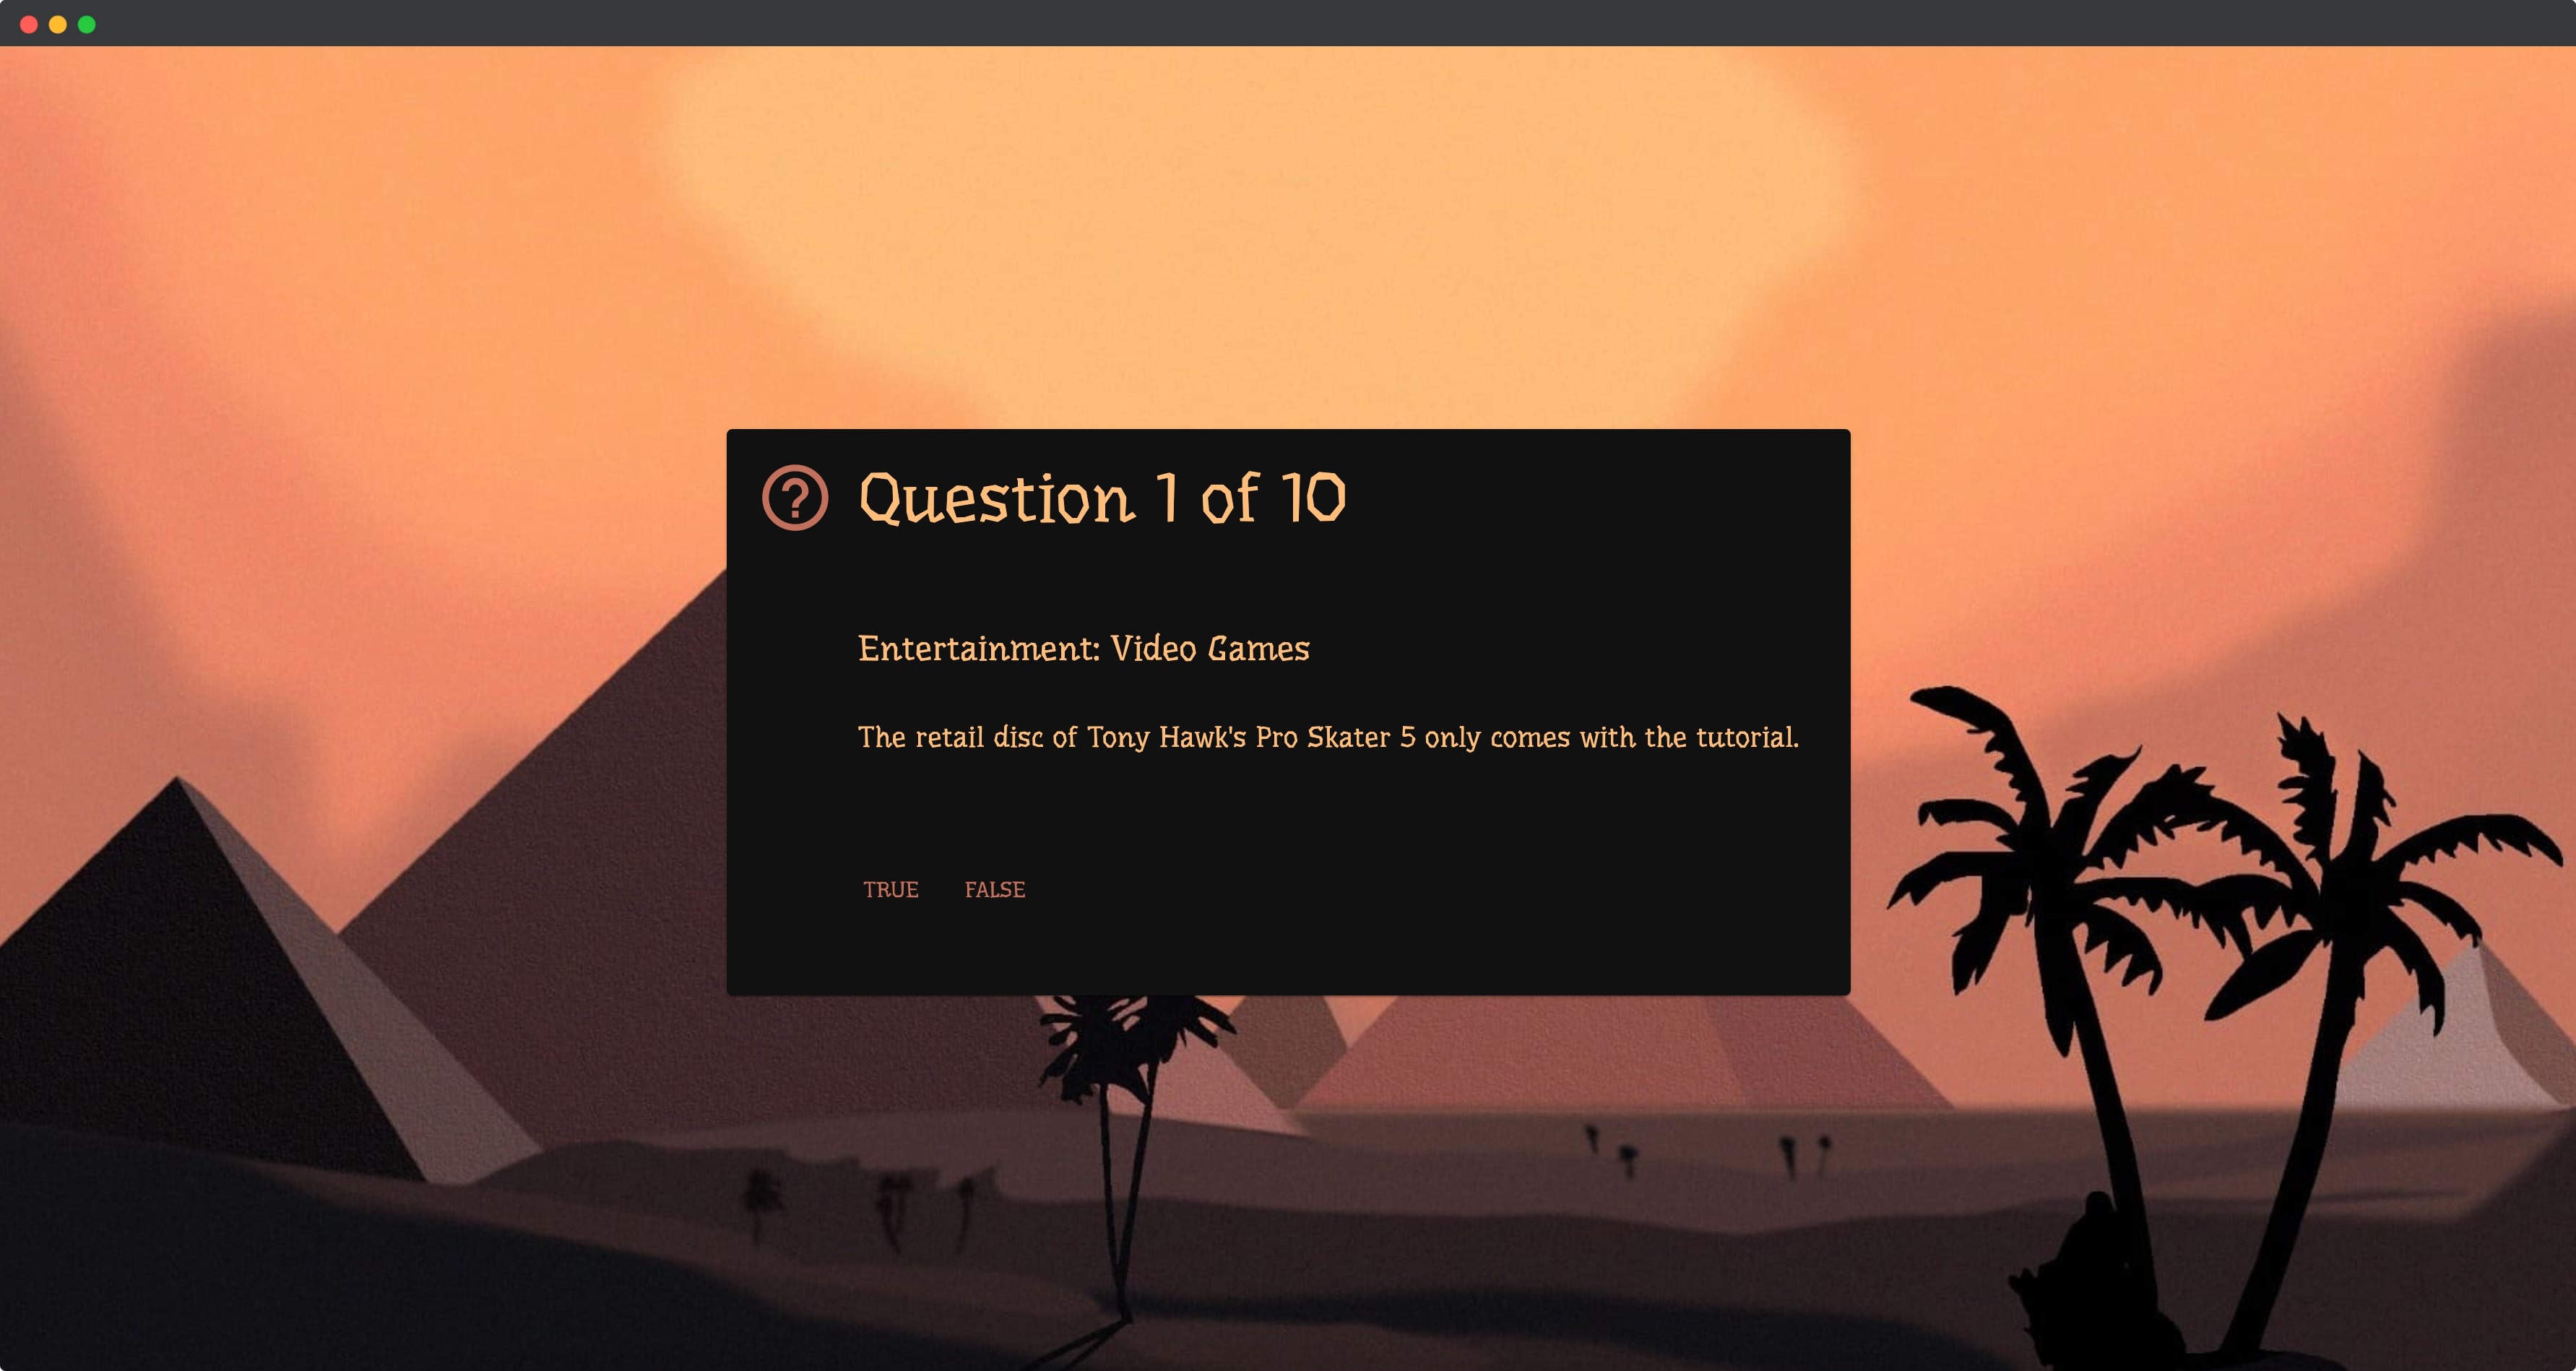 Question 1 of 10
Entertainment: Video Games
The retail disc of Tony Hawk's Pro Skater 5 only comes with the tutorial.
TRUE FALSE